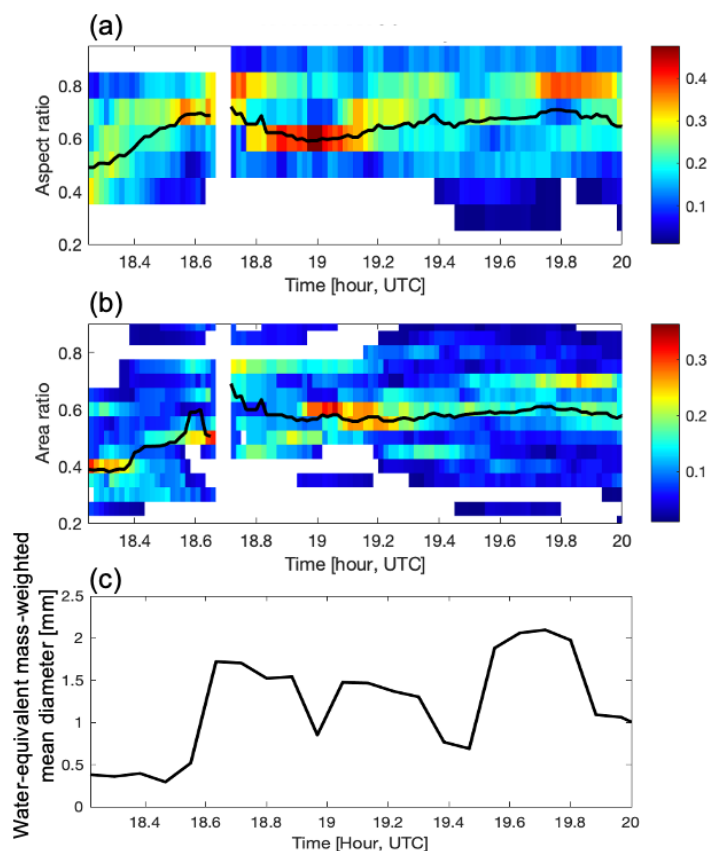 (a)
Aspect ratio
0.8
0.6
0.4
0.2
18.4 18.6 18.8 19 19.2 19.4 19.6 19.8 20
Time [hour, UTC]
0.4
0.3
0.2
0.1
(b)
Area ratio
0.8
0.6
0.4
0.2
18.4 18.6 18.8 19 19.2 19.4 19.6 19.8 20
Time [hour, UTC]
0.3
0.2
0.1
(c)
Water-equivalent mass-weighted
mean diameter [mm]
2.5
2
1.5
1
0.5
0
18.4 18.6 18.8 19 19.2 19.4 19.6 19.8 20
Time [Hour, UTC]